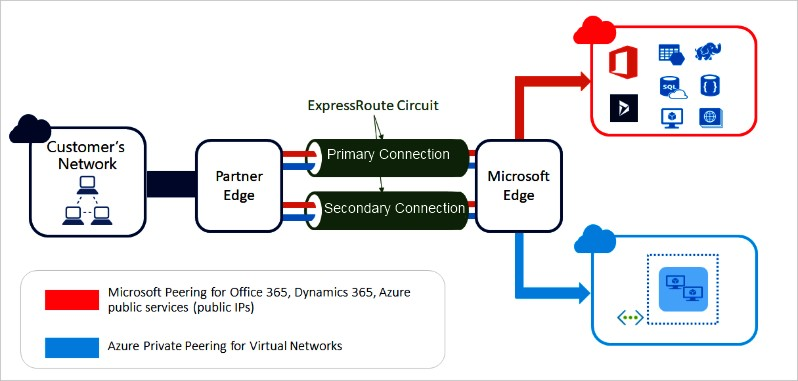 ExpressRoute Circuit
Customer's
Network
Partner
Edge
Primary Connection
Secondary Connection
Microsoft
Edge
SQL
{ }
Microsoft Peering for Office 365, Dynamics 365, Azure
public services (public IPs)
Azure Private Peering for Virtual Networks